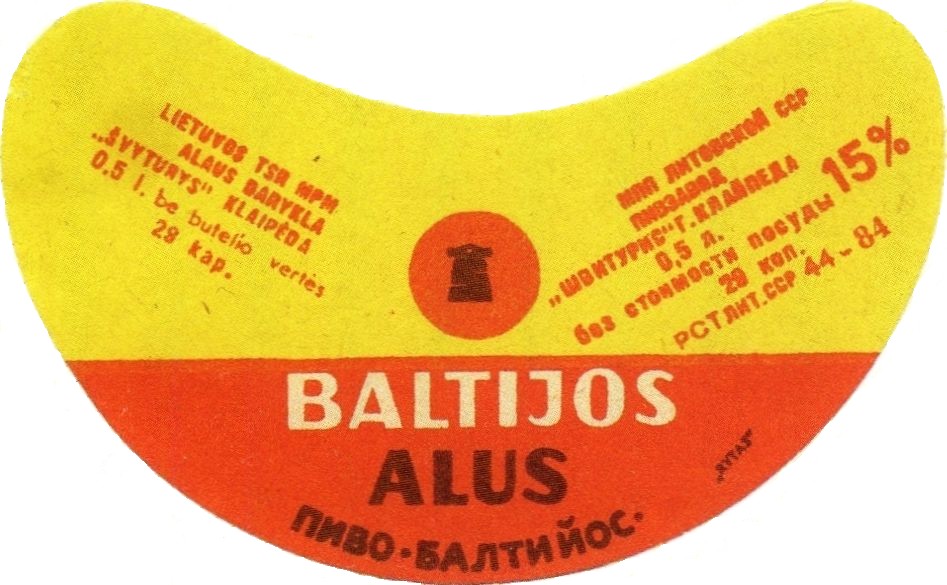 LIETUVOS TSR MPM
ALAUS DARYKLA
„ŠVYTURYS" KLAIPĖDA
0.5 l. be butelio vertės
28 kap.
МПП ЛИТОВСКОЙ ССР
ПИВЗАВОД
„ШВИТУРИС" Г. КЛАЙПЕДА
0.5 л.
без стоимости посуды 15%
28 коп.
РСТ ЛИТ.ССР 44-84
BALTIJOS
ALUS
ПИВО·БАЛТИЙОС·
„RYTAS"